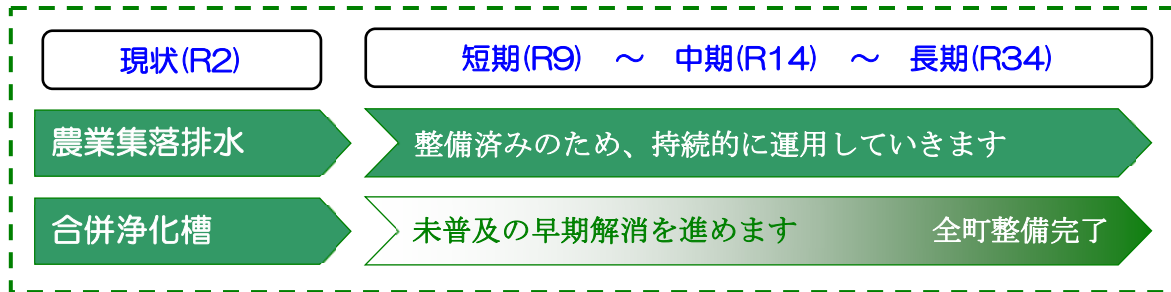 現状(R2)
短期(R9) ～ 中期(R14) ～ 長期(R34)
農業集落排水
整備済みのため、持続的に運用していきます
合併浄化槽
未普及の早期解消を進めます 全町整備完了